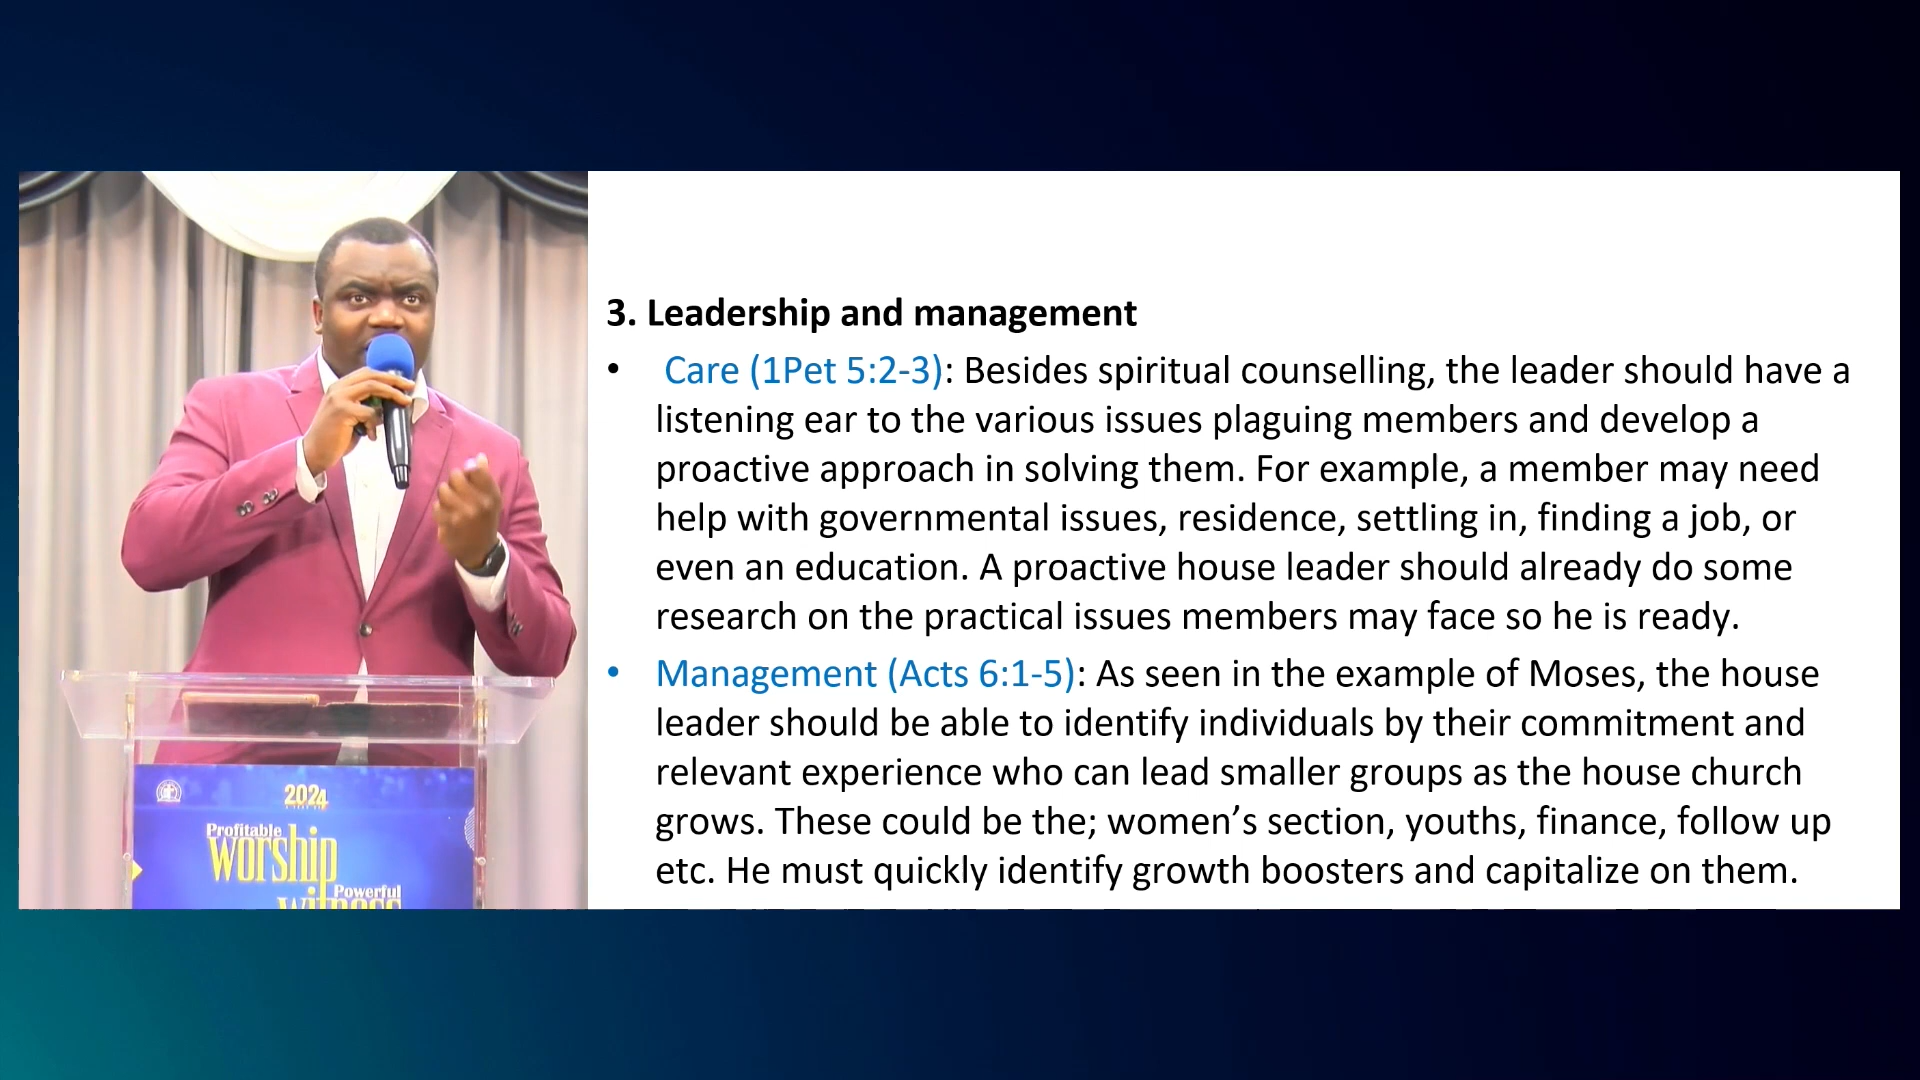 3. Leadership and management
• Care (1Pet 5:2-3): Besides spiritual counselling, the leader should have a
listening ear to the various issues plaguing members and develop a
proactive approach in solving them. For example, a member may need
help with governmental issues, residence, settling in, finding a job, or
even an education. A proactive house leader should already do some
research on the practical issues members may face so he is ready.
• Management (Acts 6:1-5): As seen in the example of Moses, the house
leader should be able to identify individuals by their commitment and
relevant experience who can lead smaller groups as the house church
grows. These could be the; women’s section, youths, finance, follow up
etc. He must quickly identify growth boosters and capitalize on them.
2024
Profitable
worship
Powerful
witness